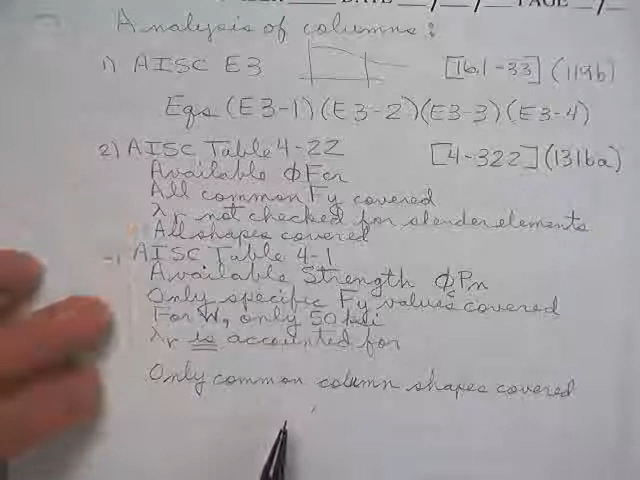 DATE PAGE
Analysis of columns:
1) AISC E3 [16.1-33] (119b)
Eqs (E3-1) (E3-2) (E3-3) (E3-4)
2) AISC Table 4-22 [4-322] (131ba)
Available ϕFcr
All common Fy covered
λr not checked for slender elements
All shapes covered
AISC Table 4-1
Available Strength ϕcPn
Only specific Fy values covered
For W, only 50 ksi
λr is accounted for
Only common column shapes covered